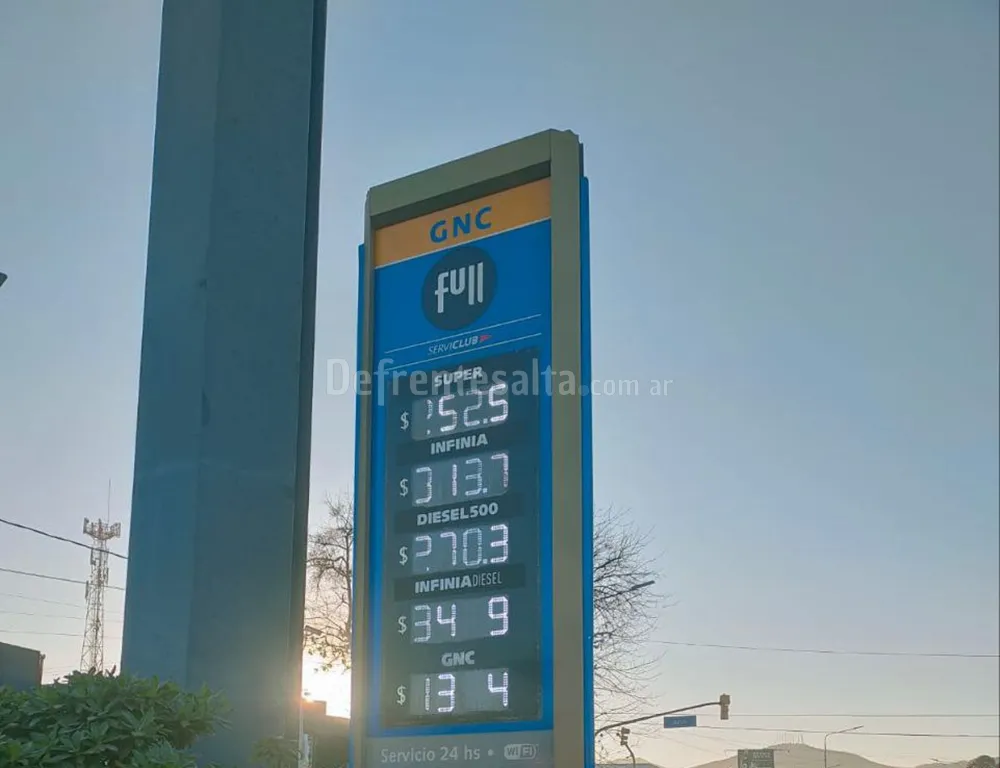 GNC
full
SERVICLUB
Defrentesalta.com ar
SUPER
$ 252.5
INFINIA
$ 313.7
DIESEL500
$ 270.3
INFINIADIESEL
$ 34 9
GNC
$ 13 4
Servicio 24 hs • WiFi